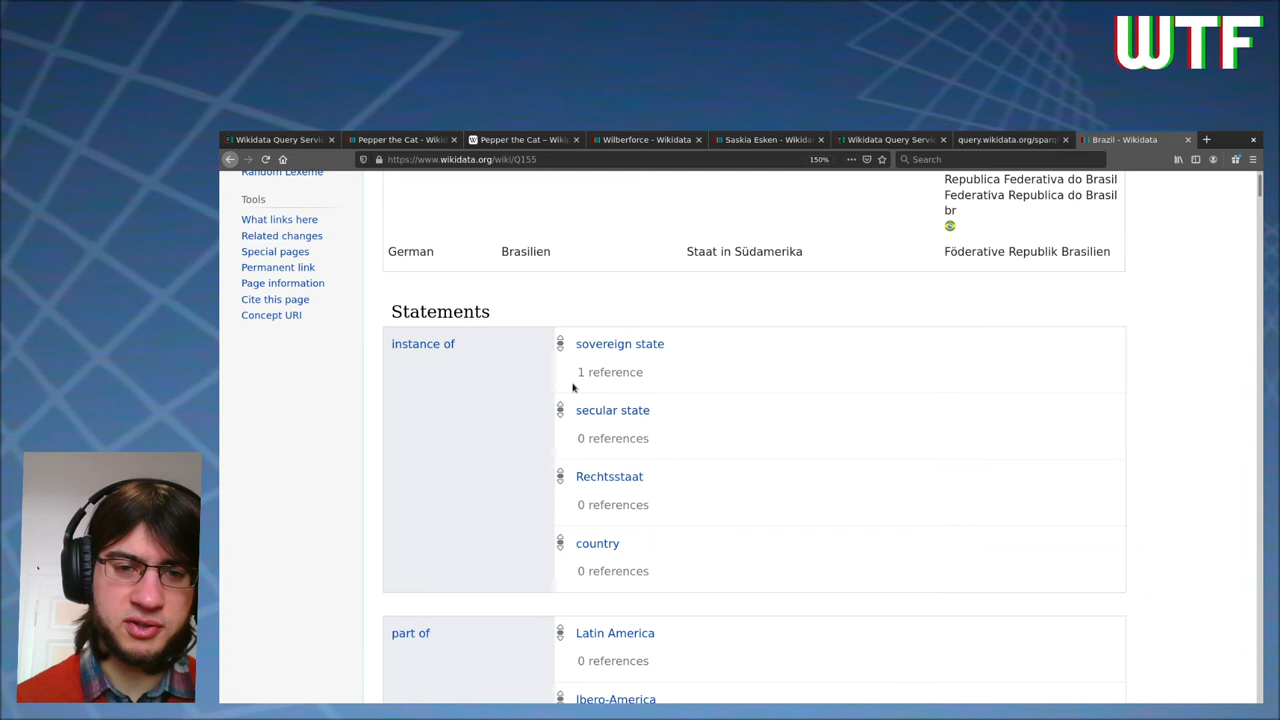 WTF
Wikidata Query Servic
Pepper the Cat - Wikid
Pepper the Cat – Wikip
Wilberforce - Wikidata
Saskia Esken - Wikidat
Wikidata Query Servic
query.wikidata.org/sparq
Brazil - Wikidata
https://www.wikidata.org/wiki/Q155
150%
Search
Random Lexeme
Tools
What links here
Related changes
Special pages
Permanent link
Page information
Cite this page
Concept URI
Republica Federativa do Brasil
Federativa Republica do Brasil
br
German Brasilien Staat in Südamerika Föderative Republik Brasilien
Statements
instance of
sovereign state
1 reference
secular state
0 references
Rechtsstaat
0 references
country
0 references
part of
Latin America
0 references
Ibero-America